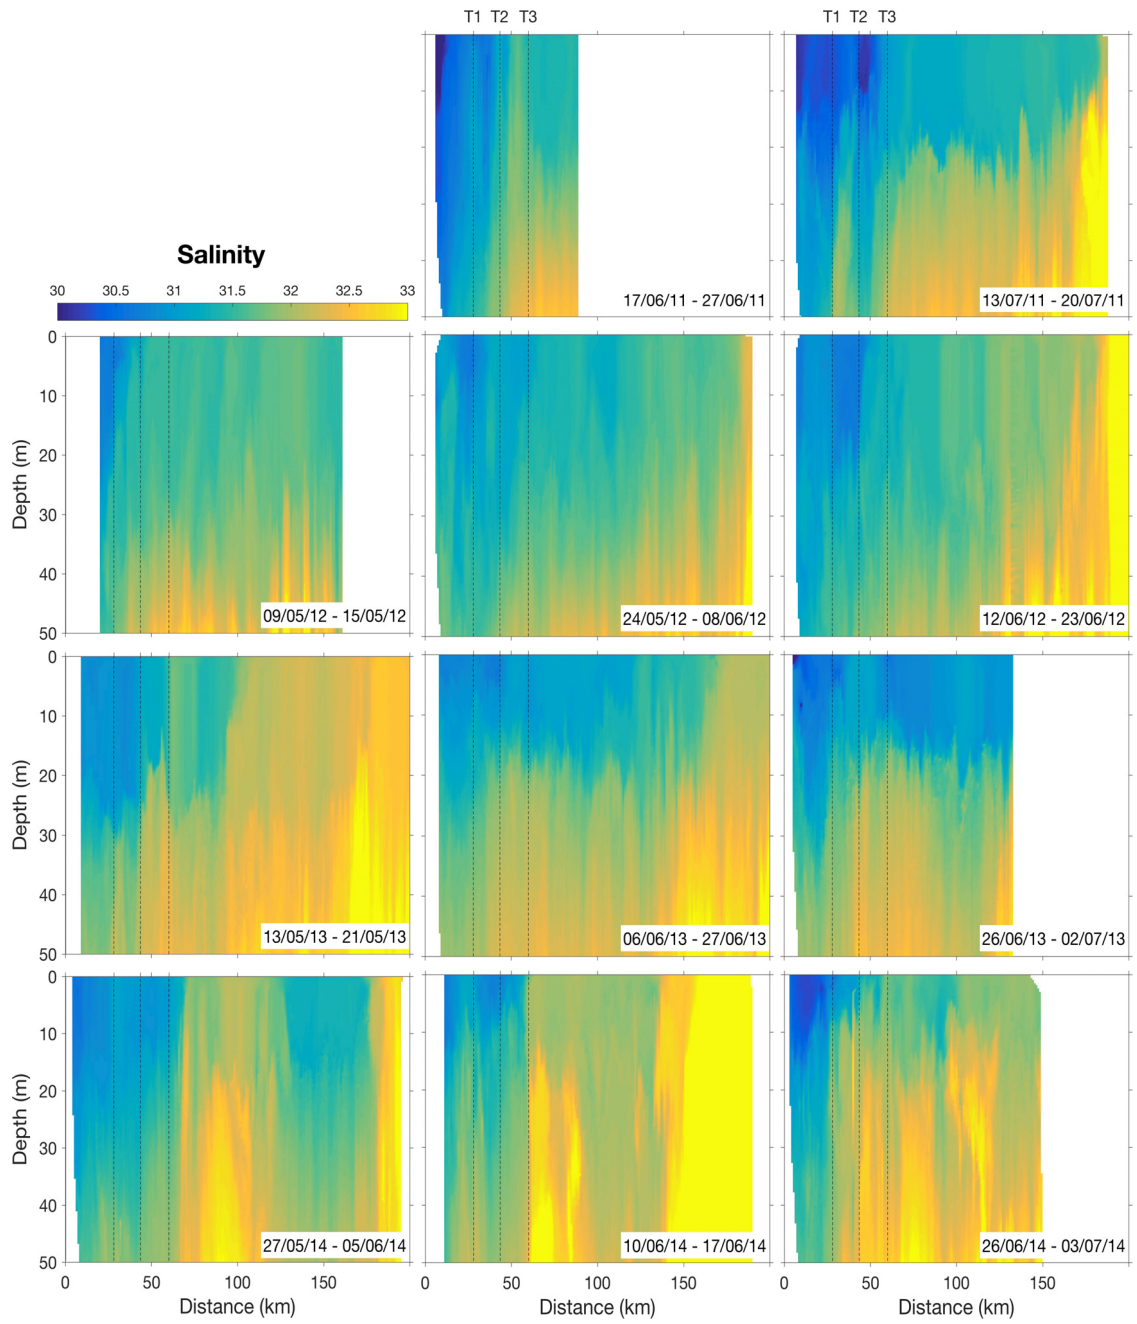 T1 T2 T3
T1 T2 T3
Salinity
30 30.5 31 31.5 32 32.5 33
17/06/11 - 27/06/11
13/07/11 - 20/07/11
0
10
20
30
40
50
Depth (m)
09/05/12 - 15/05/12
24/05/12 - 08/06/12
12/06/12 - 23/06/12
0
10
20
30
40
50
Depth (m)
13/05/13 - 21/05/13
06/06/13 - 27/06/13
26/06/13 - 02/07/13
0
10
20
30
40
50
Depth (m)
27/05/14 - 05/06/14
10/06/14 - 17/06/14
26/06/14 - 03/07/14
0 50 100 150
0 50 100 150
0 50 100 150
Distance (km)
Distance (km)
Distance (km)